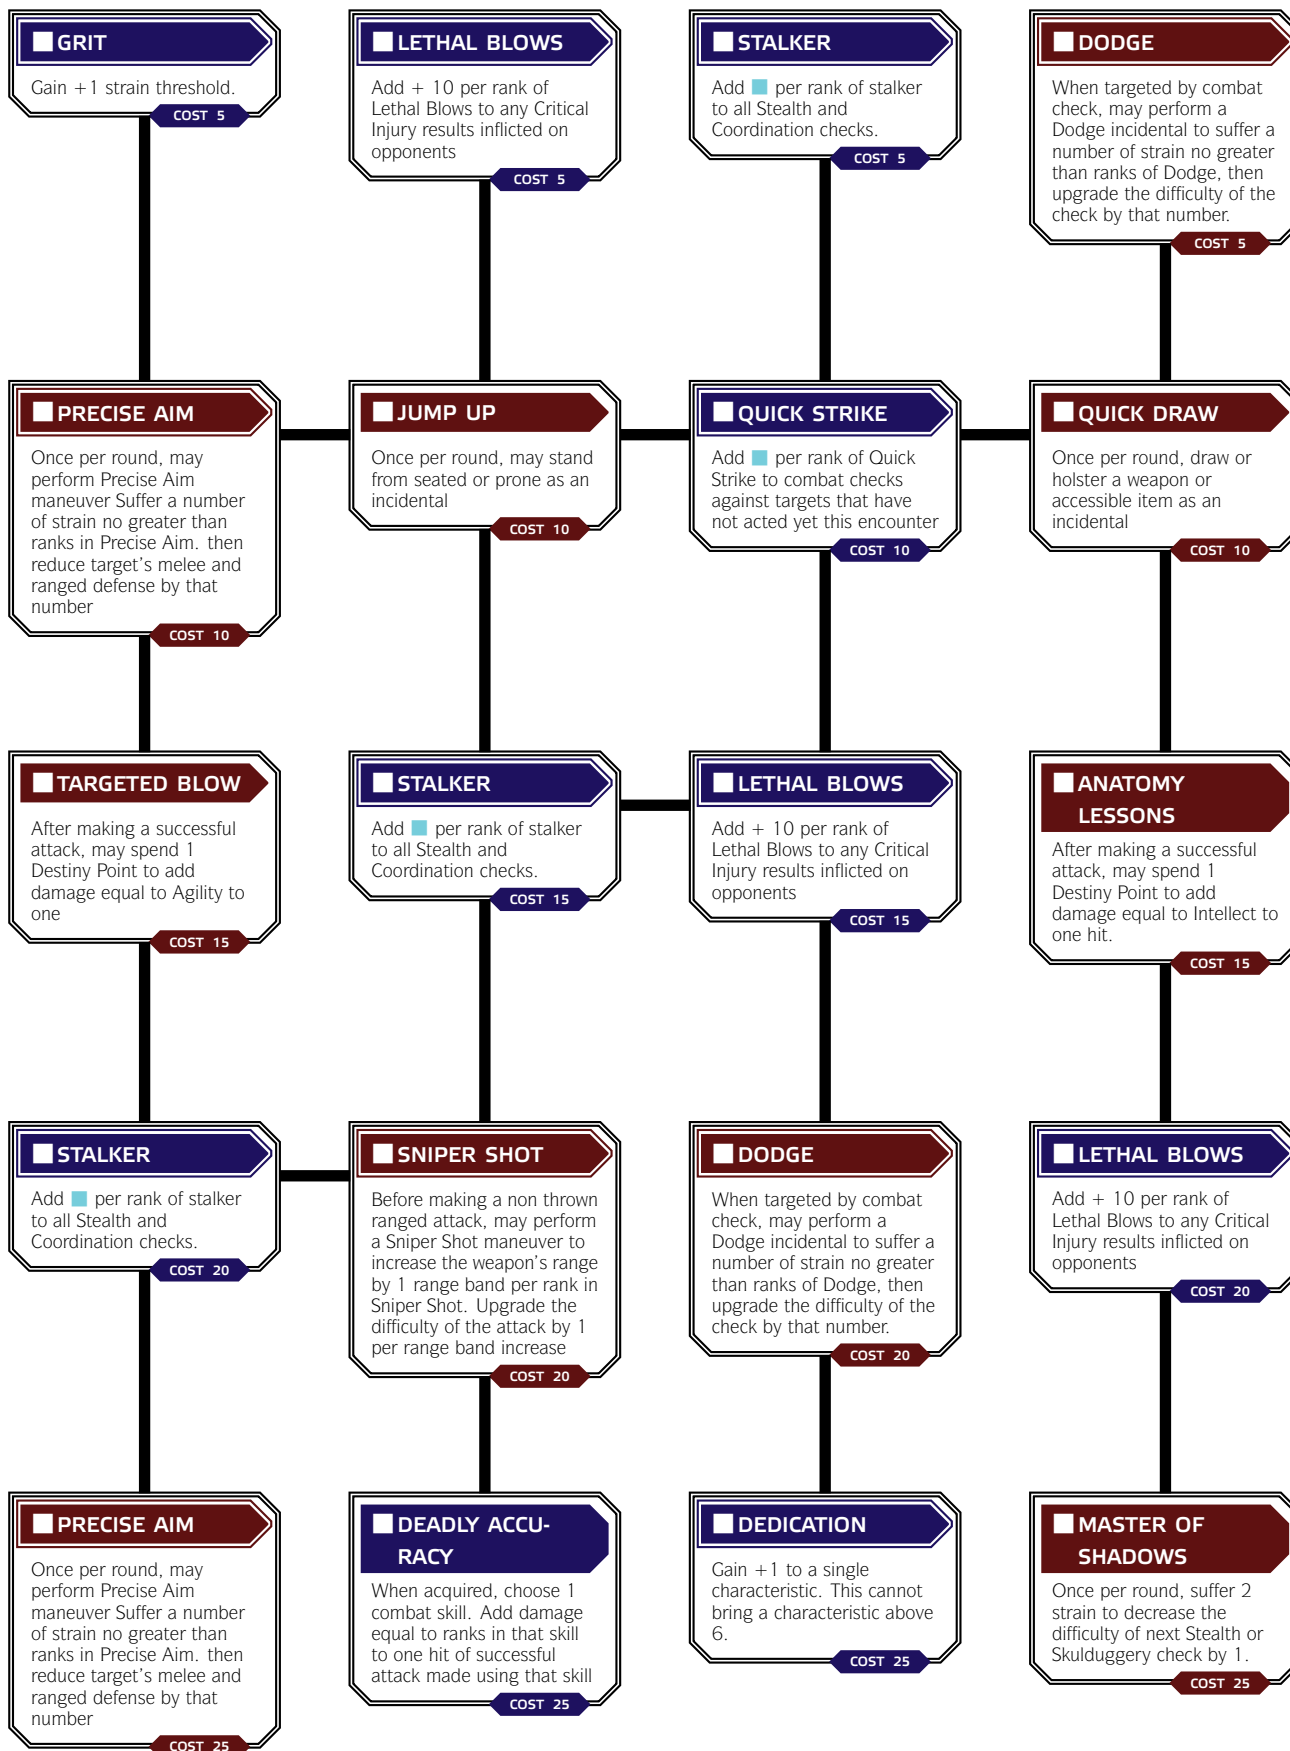 GRIT
Gain +1 strain threshold.
COST 5
LETHAL BLOWS
Add + 10 per rank of
Lethal Blows to any Critical
Injury results inflicted on
opponents
COST 5
STALKER
Add per rank of stalker
to all Stealth and
Coordination checks.
COST 5
DODGE
When targeted by combat
check, may perform a
Dodge incidental to suffer a
number of strain no greater
than ranks of Dodge, then
upgrade the difficulty of the
check by that number.
COST 5
PRECISE AIM
Once per round, may
perform Precise Aim
maneuver Suffer a number
of strain no greater than
ranks in Precise Aim. then
reduce target's melee and
ranged defense by that
number
COST 10
JUMP UP
Once per round, may stand
from seated or prone as an
incidental
COST 10
QUICK STRIKE
Add per rank of Quick
Strike to combat checks
against targets that have
not acted yet this encounter
COST 10
QUICK DRAW
Once per round, draw or
holster a weapon or
accessible item as an
incidental
COST 10
TARGETED BLOW
After making a successful
attack, may spend 1
Destiny Point to add
damage equal to Agility to
one
COST 15
STALKER
Add per rank of stalker
to all Stealth and
Coordination checks.
COST 15
LETHAL BLOWS
Add + 10 per rank of
Lethal Blows to any Critical
Injury results inflicted on
opponents
COST 15
ANATOMY
LESSONS
After making a successful
attack, may spend 1
Destiny Point to add
damage equal to Intellect to
one hit.
COST 15
STALKER
Add per rank of stalker
to all Stealth and
Coordination checks.
COST 20
SNIPER SHOT
Before making a non thrown
ranged attack, may perform
a Sniper Shot maneuver to
increase the weapon's range
by 1 range band per rank in
Sniper Shot. Upgrade the
difficulty of the attack by 1
per range band increase
COST 20
DODGE
When targeted by combat
check, may perform a
Dodge incidental to suffer a
number of strain no greater
than ranks of Dodge, then
upgrade the difficulty of the
check by that number.
COST 20
LETHAL BLOWS
Add + 10 per rank of
Lethal Blows to any Critical
Injury results inflicted on
opponents
COST 20
PRECISE AIM
Once per round, may
perform Precise Aim
maneuver Suffer a number
of strain no greater than
ranks in Precise Aim. then
reduce target's melee and
ranged defense by that
number
COST 25
DEADLY ACCU-
RACY
When acquired, choose 1
combat skill. Add damage
equal to ranks in that skill
to one hit of successful
attack made using that skill
COST 25
DEDICATION
Gain +1 to a single
characteristic. This cannot
bring a characteristic above
6.
COST 25
MASTER OF
SHADOWS
Once per round, suffer 2
strain to decrease the
difficulty of next Stealth or
Skulduggery check by 1.
COST 25